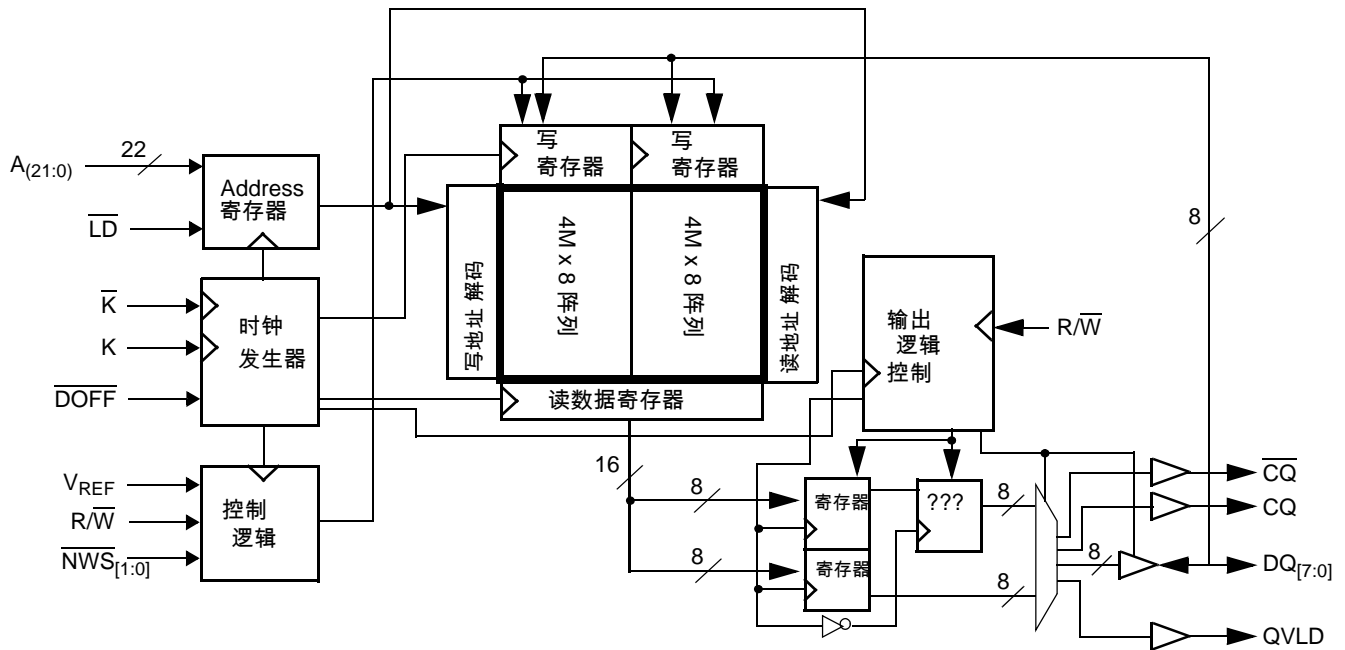 A(21:0)
22
LD
Address
寄存器
K
K
DOFF
时钟
发生器
VREF
R/W
NWS[1:0]
控制
逻辑
写
寄存器
写
寄存器
写地址 解码
4M x 8 阵列
4M x 8 阵列
读地址 解码
读数据寄存器
输出
逻辑
控制
R/W
8
16
8
8
寄存器
寄存器
???
8
8
8
CQ
CQ
DQ[7:0]
QVLD